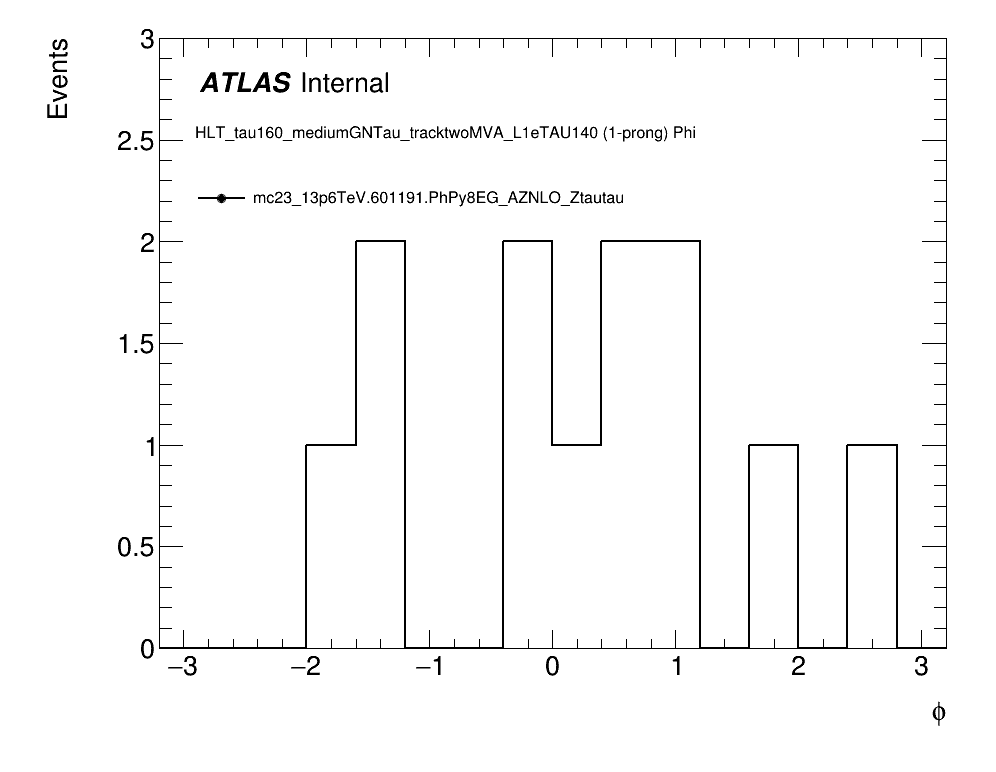 Events
3
ATLAS Internal
HLT_tau160_mediumGNTau_tracktwoMVA_L1eTAU140 (1-prong) Phi
2.5
mc23_13p6TeV.601191.PhPy8EG_AZNLO_Ztautau
2
1.5
1
0.5
0
−3 −2 −1 0 1 2 3
ϕ